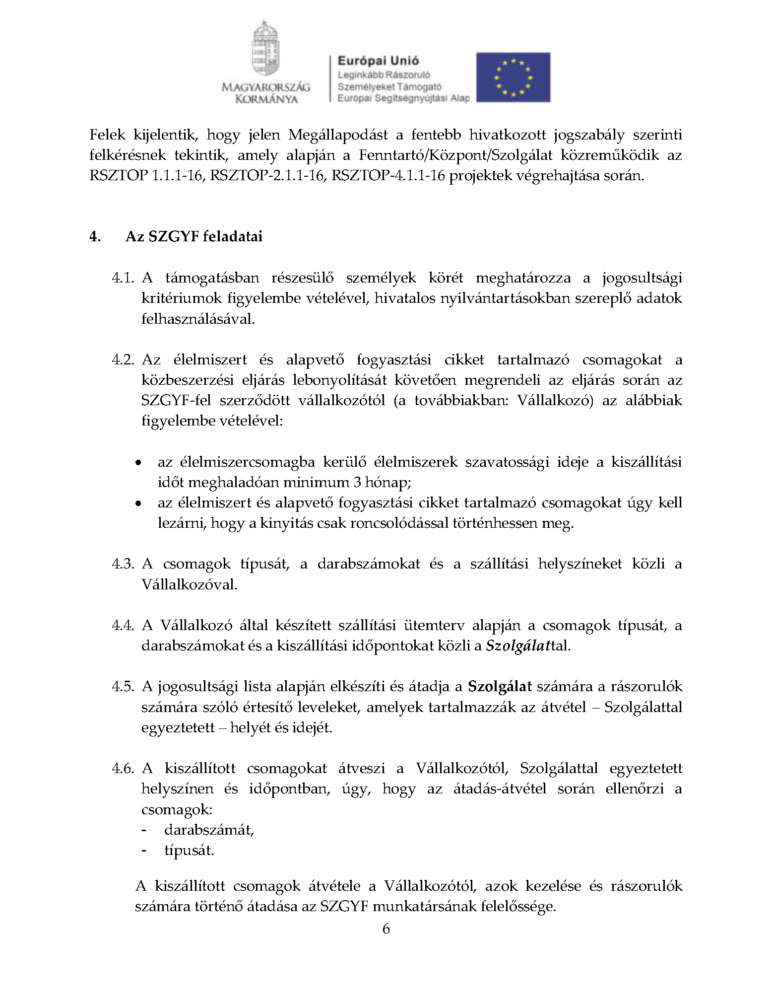 MAGYARORSZÁG
KORMÁNYA
Európai Unió
Leginkább Rászoruló
Személyeket Támogató
Európai Segítségnyújtási Alap
Felek kijelentik, hogy jelen Megállapodást a fentebb hivatkozott jogszabály szerinti
felkérésnek tekintik, amely alapján a Fenntartó/Központ/Szolgálat közreműködik az
RSZTOP 1.1.1-16, RSZTOP-2.1.1-16, RSZTOP-4.1.1-16 projektek végrehajtása során.
4. Az SZGYF feladatai
4.1. A támogatásban részesülő személyek körét meghatározza a jogosultsági
kritériumok figyelembe vételével, hivatalos nyilvántartásokban szereplő adatok
felhasználásával.
4.2. Az élelmiszert és alapvető fogyasztási cikket tartalmazó csomagokat a
közbeszerzési eljárás lebonyolítását követően megrendeli az eljárás során az
SZGYF-fel szerződött vállalkozótól (a továbbiakban: Vállalkozó) az alábbiak
figyelembe vételével:
• az élelmiszercsomagba kerülő élelmiszerek szavatossági ideje a kiszállítási
időt meghaladóan minimum 3 hónap;
• az élelmiszert és alapvető fogyasztási cikket tartalmazó csomagokat úgy kell
lezárni, hogy a kinyitás csak roncsolódással történhessen meg.
4.3. A csomagok típusát, a darabszámokat és a szállítási helyszíneket közli a
Vállalkozóval.
4.4. A Vállalkozó által készített szállítási ütemterv alapján a csomagok típusát, a
darabszámokat és a kiszállítási időpontokat közli a Szolgálattal.
4.5. A jogosultsági lista alapján elkészíti és átadja a Szolgálat számára a rászorulók
számára szóló értesítő leveleket, amelyek tartalmazzák az átvétel – Szolgálattal
egyeztetett – helyét és idejét.
4.6. A kiszállított csomagokat átveszi a Vállalkozótól, Szolgálattal egyeztetett
helyszínen és időpontban, úgy, hogy az átadás-átvétel során ellenőrzi a
csomagok:
- darabszámát,
- típusát.
A kiszállított csomagok átvétele a Vállalkozótól, azok kezelése és rászorulók
számára történő átadása az SZGYF munkatársának felelőssége.
6